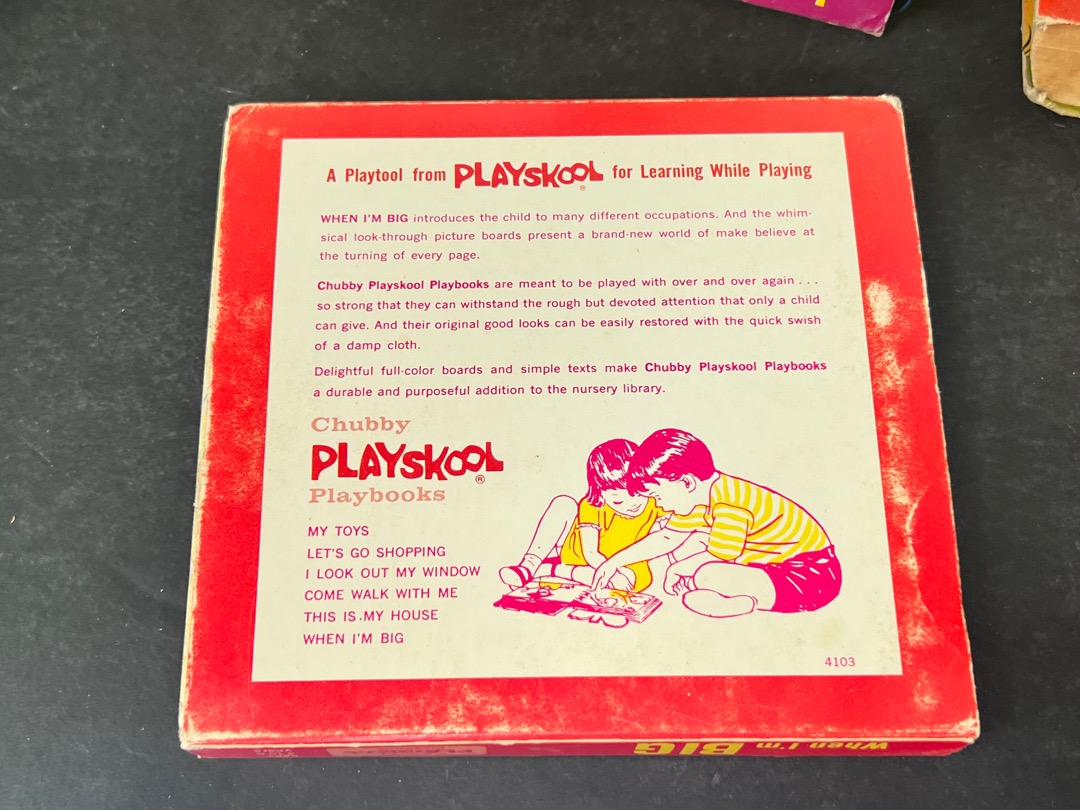 A Playtool from PLAYSKOOL® for Learning While Playing
WHEN I'M BIG introduces the child to many different occupations. And the whim-
sical look-through picture boards present a brand-new world of make believe at
the turning of every page.
Chubby Playskool Playbooks are meant to be played with over and over again . . .
so strong that they can withstand the rough but devoted attention that only a child
can give. And their original good looks can be easily restored with the quick swish
of a damp cloth.
Delightful full-color boards and simple texts make Chubby Playskool Playbooks
a durable and purposeful addition to the nursery library.
Chubby
PLAYSKOOL®
Playbooks
MY TOYS
LET'S GO SHOPPING
I LOOK OUT MY WINDOW
COME WALK WITH ME
THIS IS MY HOUSE
WHEN I'M BIG
4103
When I'm BIG